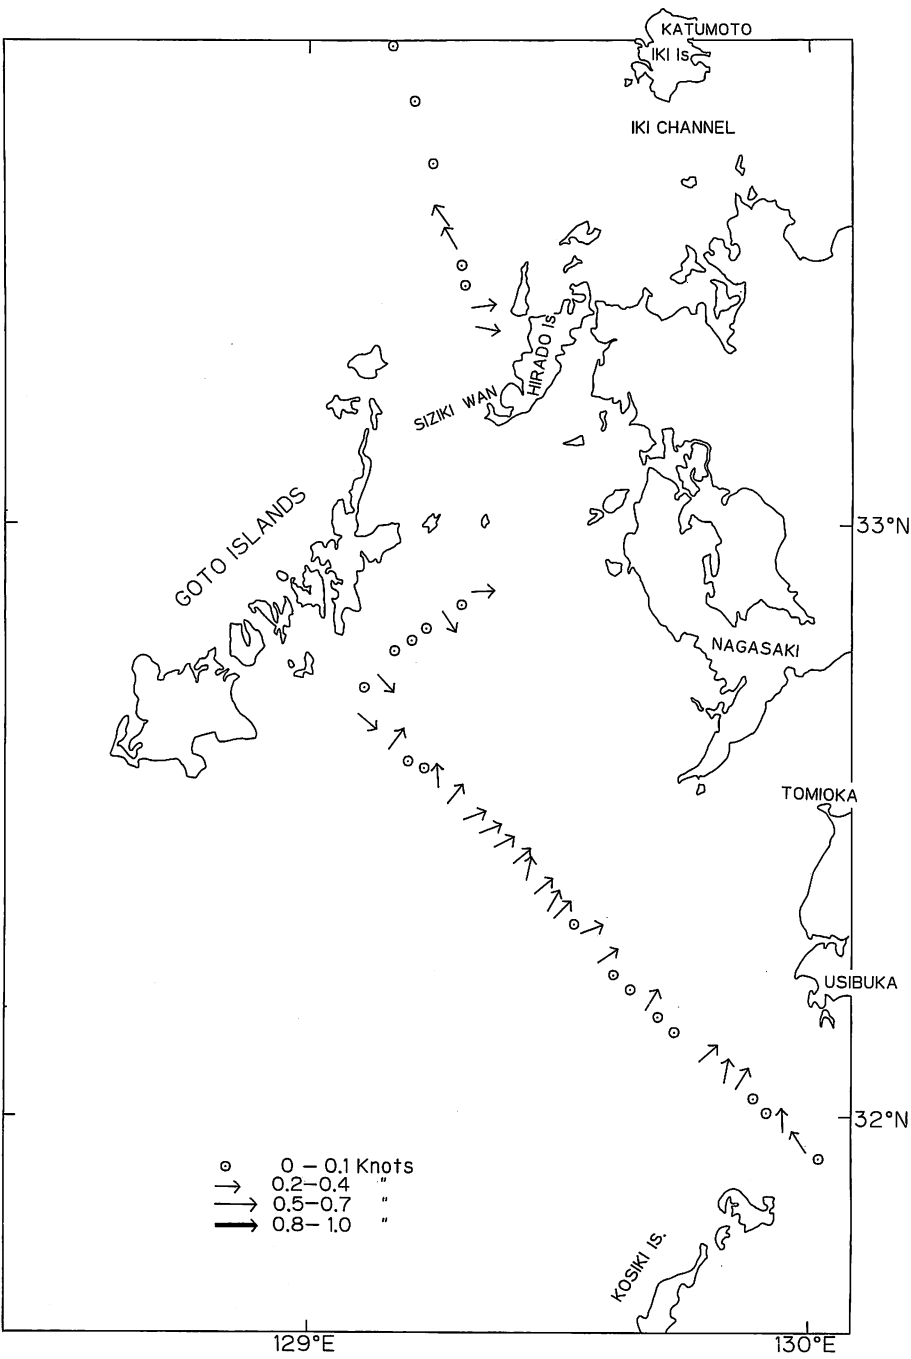 KATUMOTO
IKI Is.
IKI CHANNEL
HIRADO Is.
SIZIKI WAN
GOTO ISLANDS
33°N
NAGASAKI
TOMIOKA
USIBUKA
32°N
0 – 0.1 Knots
0.2–0.4 "
0.5–0.7 "
0.8–1.0 "
KOSIKI IS.
129°E
130°E